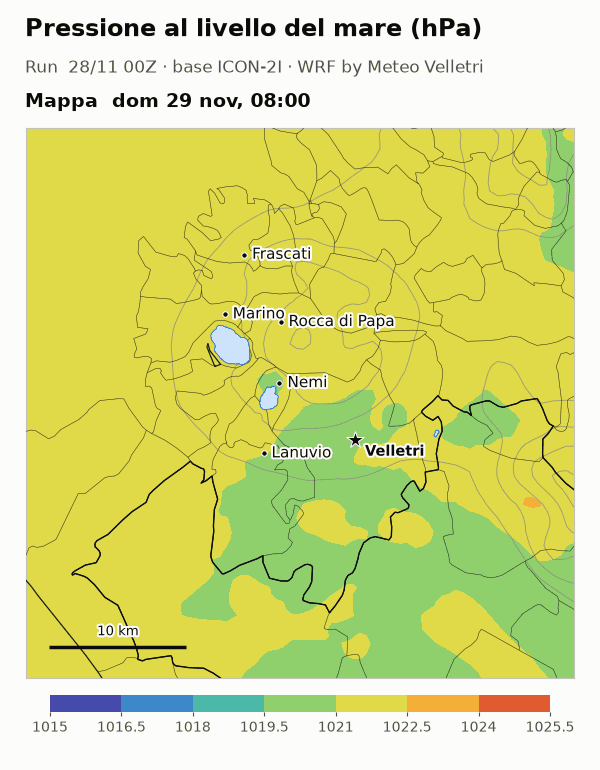 Pressione al livello del mare (hPa)
Run  28/11 00Z · base ICON-2I · WRF by Meteo Velletri
Mappa  dom 29 nov, 08:00
Frascati
Marino
Rocca di Papa
Nemi
Velletri
Lanuvio
10 km
1015 1016.5 1018 1019.5 1021 1022.5 1024 1025.5